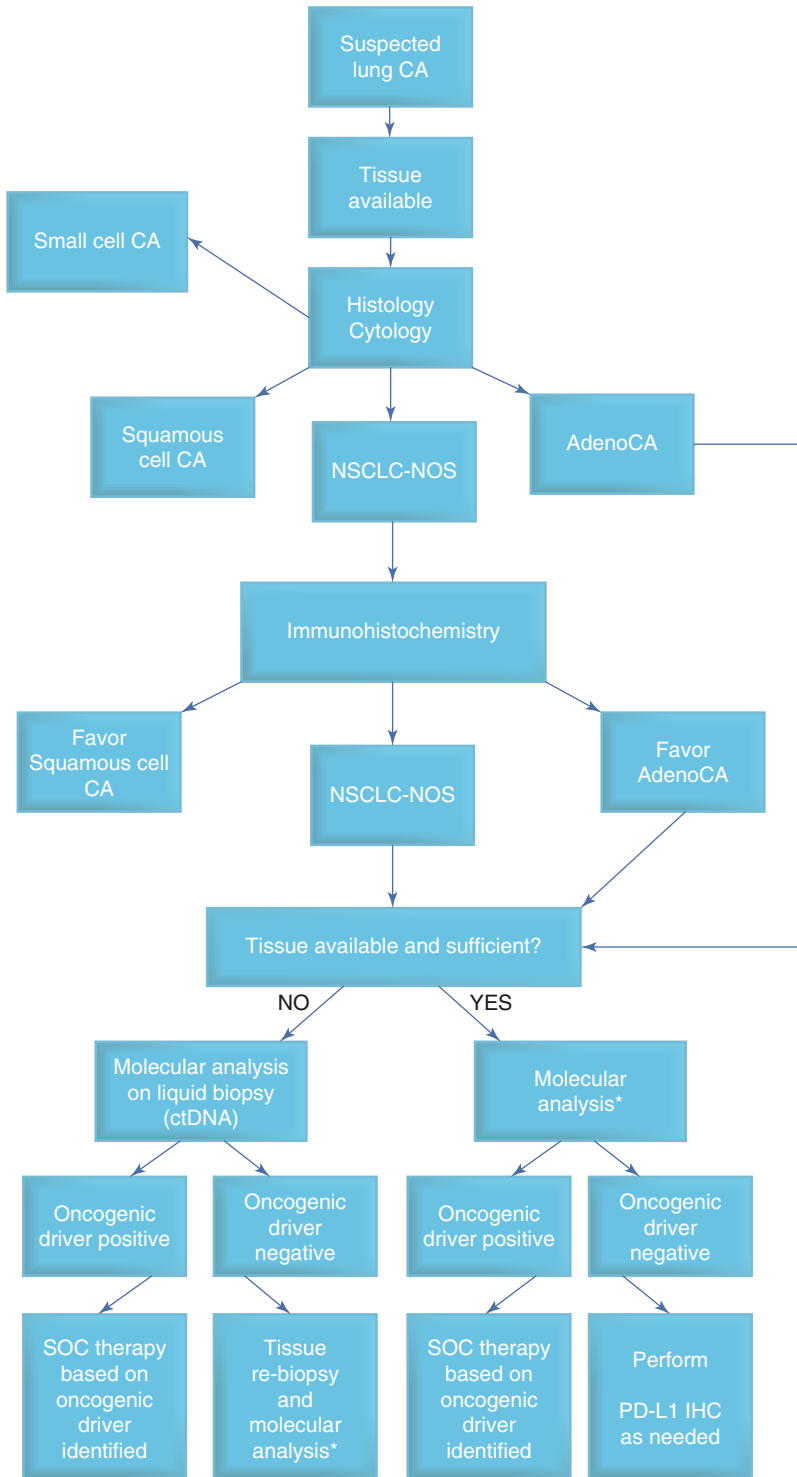 Suspected
lung CA
Tissue
available
Small cell CA
Histology
Cytology
Squamous
cell CA
NSCLC-NOS
AdenoCA
Immunohistochemistry
Favor
Squamous cell
CA
NSCLC-NOS
Favor
AdenoCA
Tissue available and sufficient?
NO
YES
Molecular analysis
on liquid biopsy
(ctDNA)
Molecular
analysis*
Oncogenic
driver positive
Oncogenic
driver
negative
Oncogenic
driver positive
Oncogenic
driver
negative
SOC therapy
based on
oncogenic
driver
identified
Tissue
re-biopsy
and
molecular
analysis*
SOC therapy
based on
oncogenic
driver
identified
Perform
PD-L1 IHC
as needed